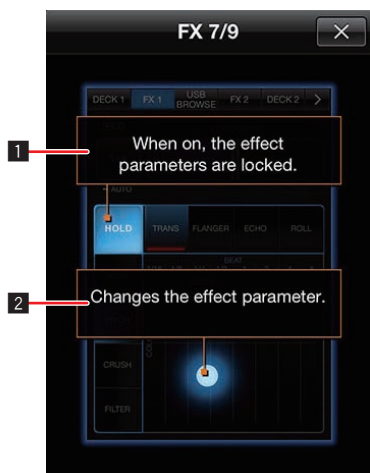 FX 7/9
DECK 1 FX 1 USB BROWSE FX 2 DECK 2 >
1
When on, the effect
parameters are locked.
AUTO
HOLD TRANS FLANGER ECHO ROLL
BEAT
2
Changes the effect parameter.
CRUSH
FILTER